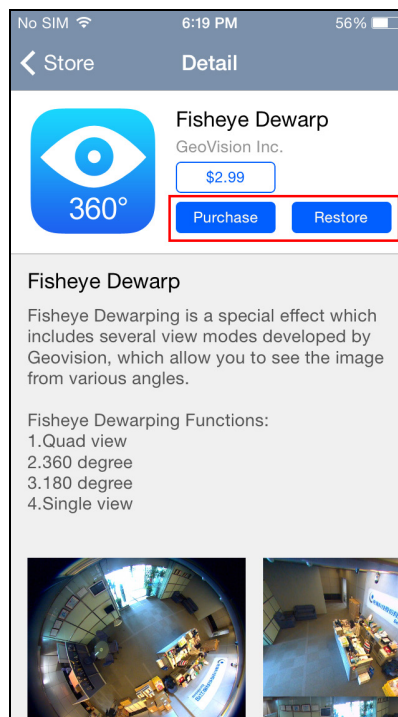 No SIM 6:19 PM 56%
Store Detail
Fisheye Dewarp
GeoVision Inc.
$2.99
360°
Purchase Restore
Fisheye Dewarp
Fisheye Dewarping is a special effect which
includes several view modes developed by
Geovision, which allow you to see the image
from various angles.
Fisheye Dewarping Functions:
1.Quad view
2.360 degree
3.180 degree
4.Single view